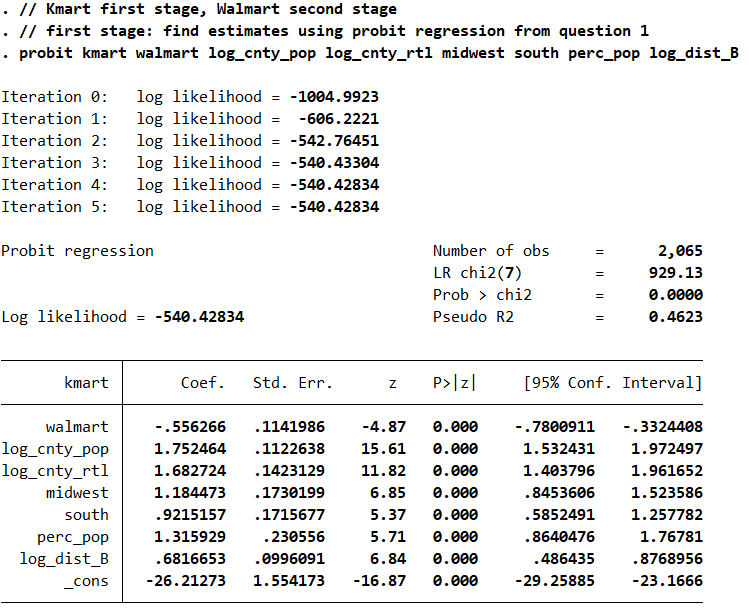 . // Kmart first stage, Walmart second stage
. // first stage: find estimates using probit regression from question 1
. probit kmart walmart log_cnty_pop log_cnty_rtl midwest south perc_pop log_dist_B
Iteration 0:   log likelihood = -1004.9923
Iteration 1:   log likelihood =  -606.2221
Iteration 2:   log likelihood = -542.76451
Iteration 3:   log likelihood = -540.43304
Iteration 4:   log likelihood = -540.42834
Iteration 5:   log likelihood = -540.42834
Probit regression                               Number of obs     =      2,065
                                                LR chi2(7)        =     929.13
                                                Prob > chi2       =     0.0000
Log likelihood = -540.42834                     Pseudo R2         =     0.4623
kmart        Coef.   Std. Err.      z    P>|z|     [95% Conf. Interval]
walmart     -.556266   .1141986    -4.87   0.000    -.7800911   -.3324408
log_cnty_pop     1.752464   .1122638    15.61   0.000     1.532431    1.972497
log_cnty_rtl     1.682724   .1423129    11.82   0.000     1.403796    1.961652
midwest     1.184473   .1730199     6.85   0.000     .8453606    1.523586
south     .9215157   .1715677     5.37   0.000     .5852491    1.257782
perc_pop     1.315929    .230556     5.71   0.000     .8640476     1.76781
log_dist_B     .6816653   .0996091     6.84   0.000      .486435    .8768956
_cons    -26.21273   1.554173   -16.87   0.000    -29.25885    -23.1666